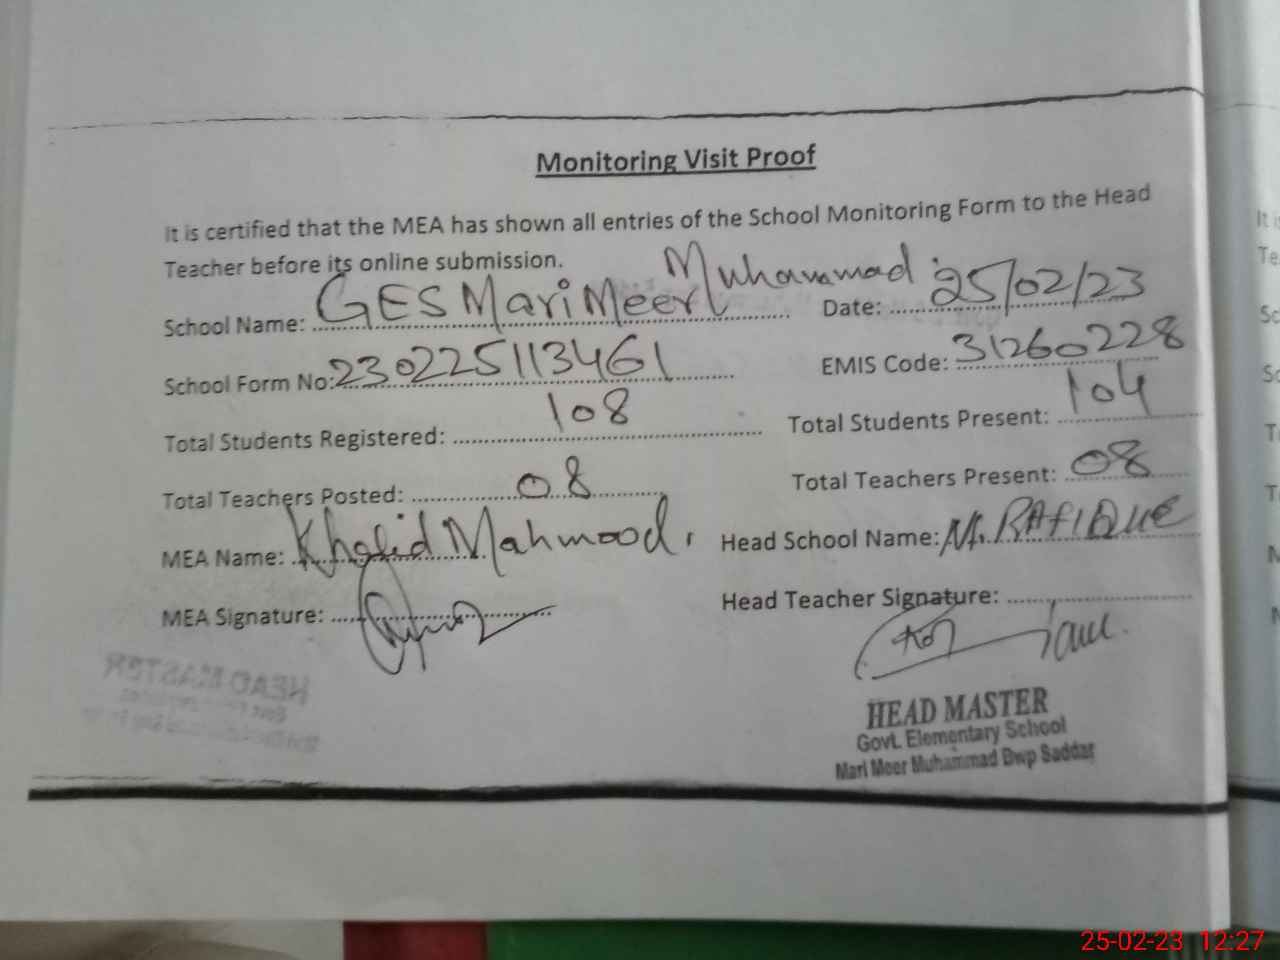 Monitoring Visit Proof
It is certified that the MEA has shown all entries of the School Monitoring Form to the Head
Teacher before its online submission.
School Name: GES Mari Meer Muhammad Date: 25/02/23
School Form No: 230225113461 EMIS Code: 31260228
Total Students Registered: 108 Total Students Present: 104
Total Teachers Posted: 08 Total Teachers Present: 08
MEA Name: Khalid Mahmood Head School Name: M. RAFIQUE
MEA Signature: Head Teacher Signature:
HEAD MASTER
Govt. Elementary School
Mari Meer Muhammad Bwp Saddar
25-02-23 12:27